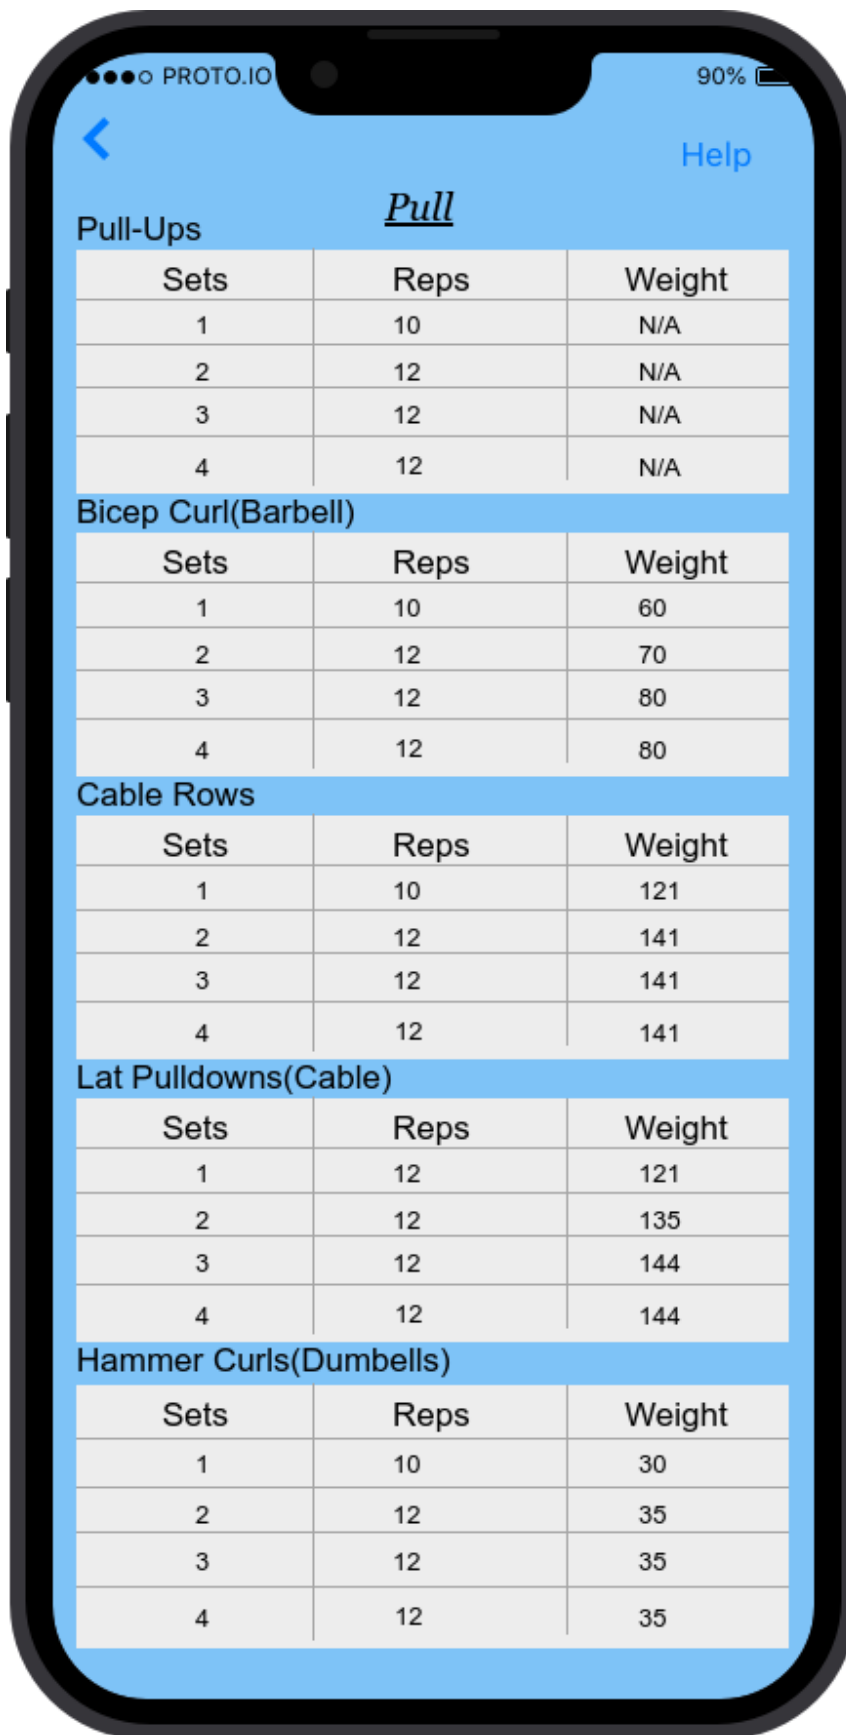 PROTO.IO 90%
Help
Pull
Pull-Ups
Sets Reps Weight
1 10 N/A
2 12 N/A
3 12 N/A
4 12 N/A
Bicep Curl(Barbell)
Sets Reps Weight
1 10 60
2 12 70
3 12 80
4 12 80
Cable Rows
Sets Reps Weight
1 10 121
2 12 141
3 12 141
4 12 141
Lat Pulldowns(Cable)
Sets Reps Weight
1 12 121
2 12 135
3 12 144
4 12 144
Hammer Curls(Dumbells)
Sets Reps Weight
1 10 30
2 12 35
3 12 35
4 12 35